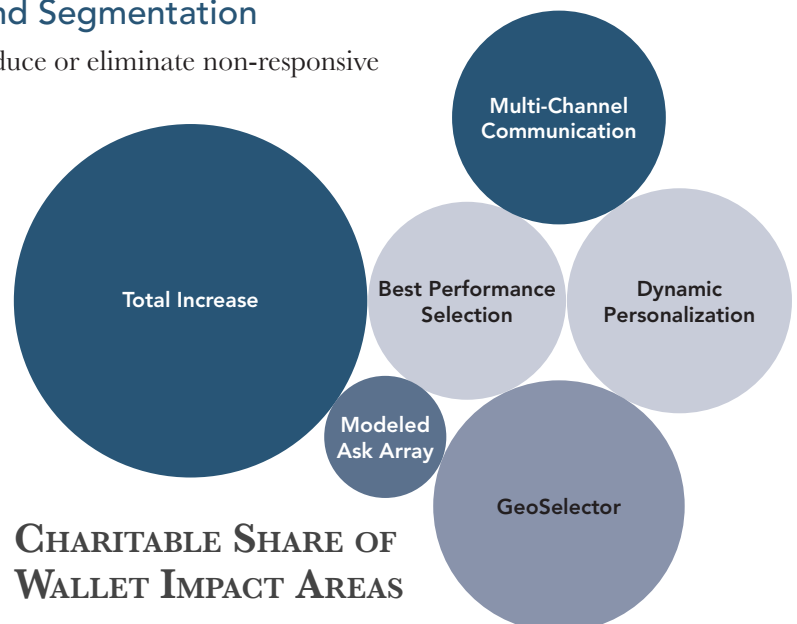 nd Segmentation
duce or eliminate non-responsive
Multi-Channel
Communication
Total Increase
Best Performance
Selection
Dynamic
Personalization
Modeled
Ask Array
GeoSelector
Charitable Share of
Wallet Impact Areas